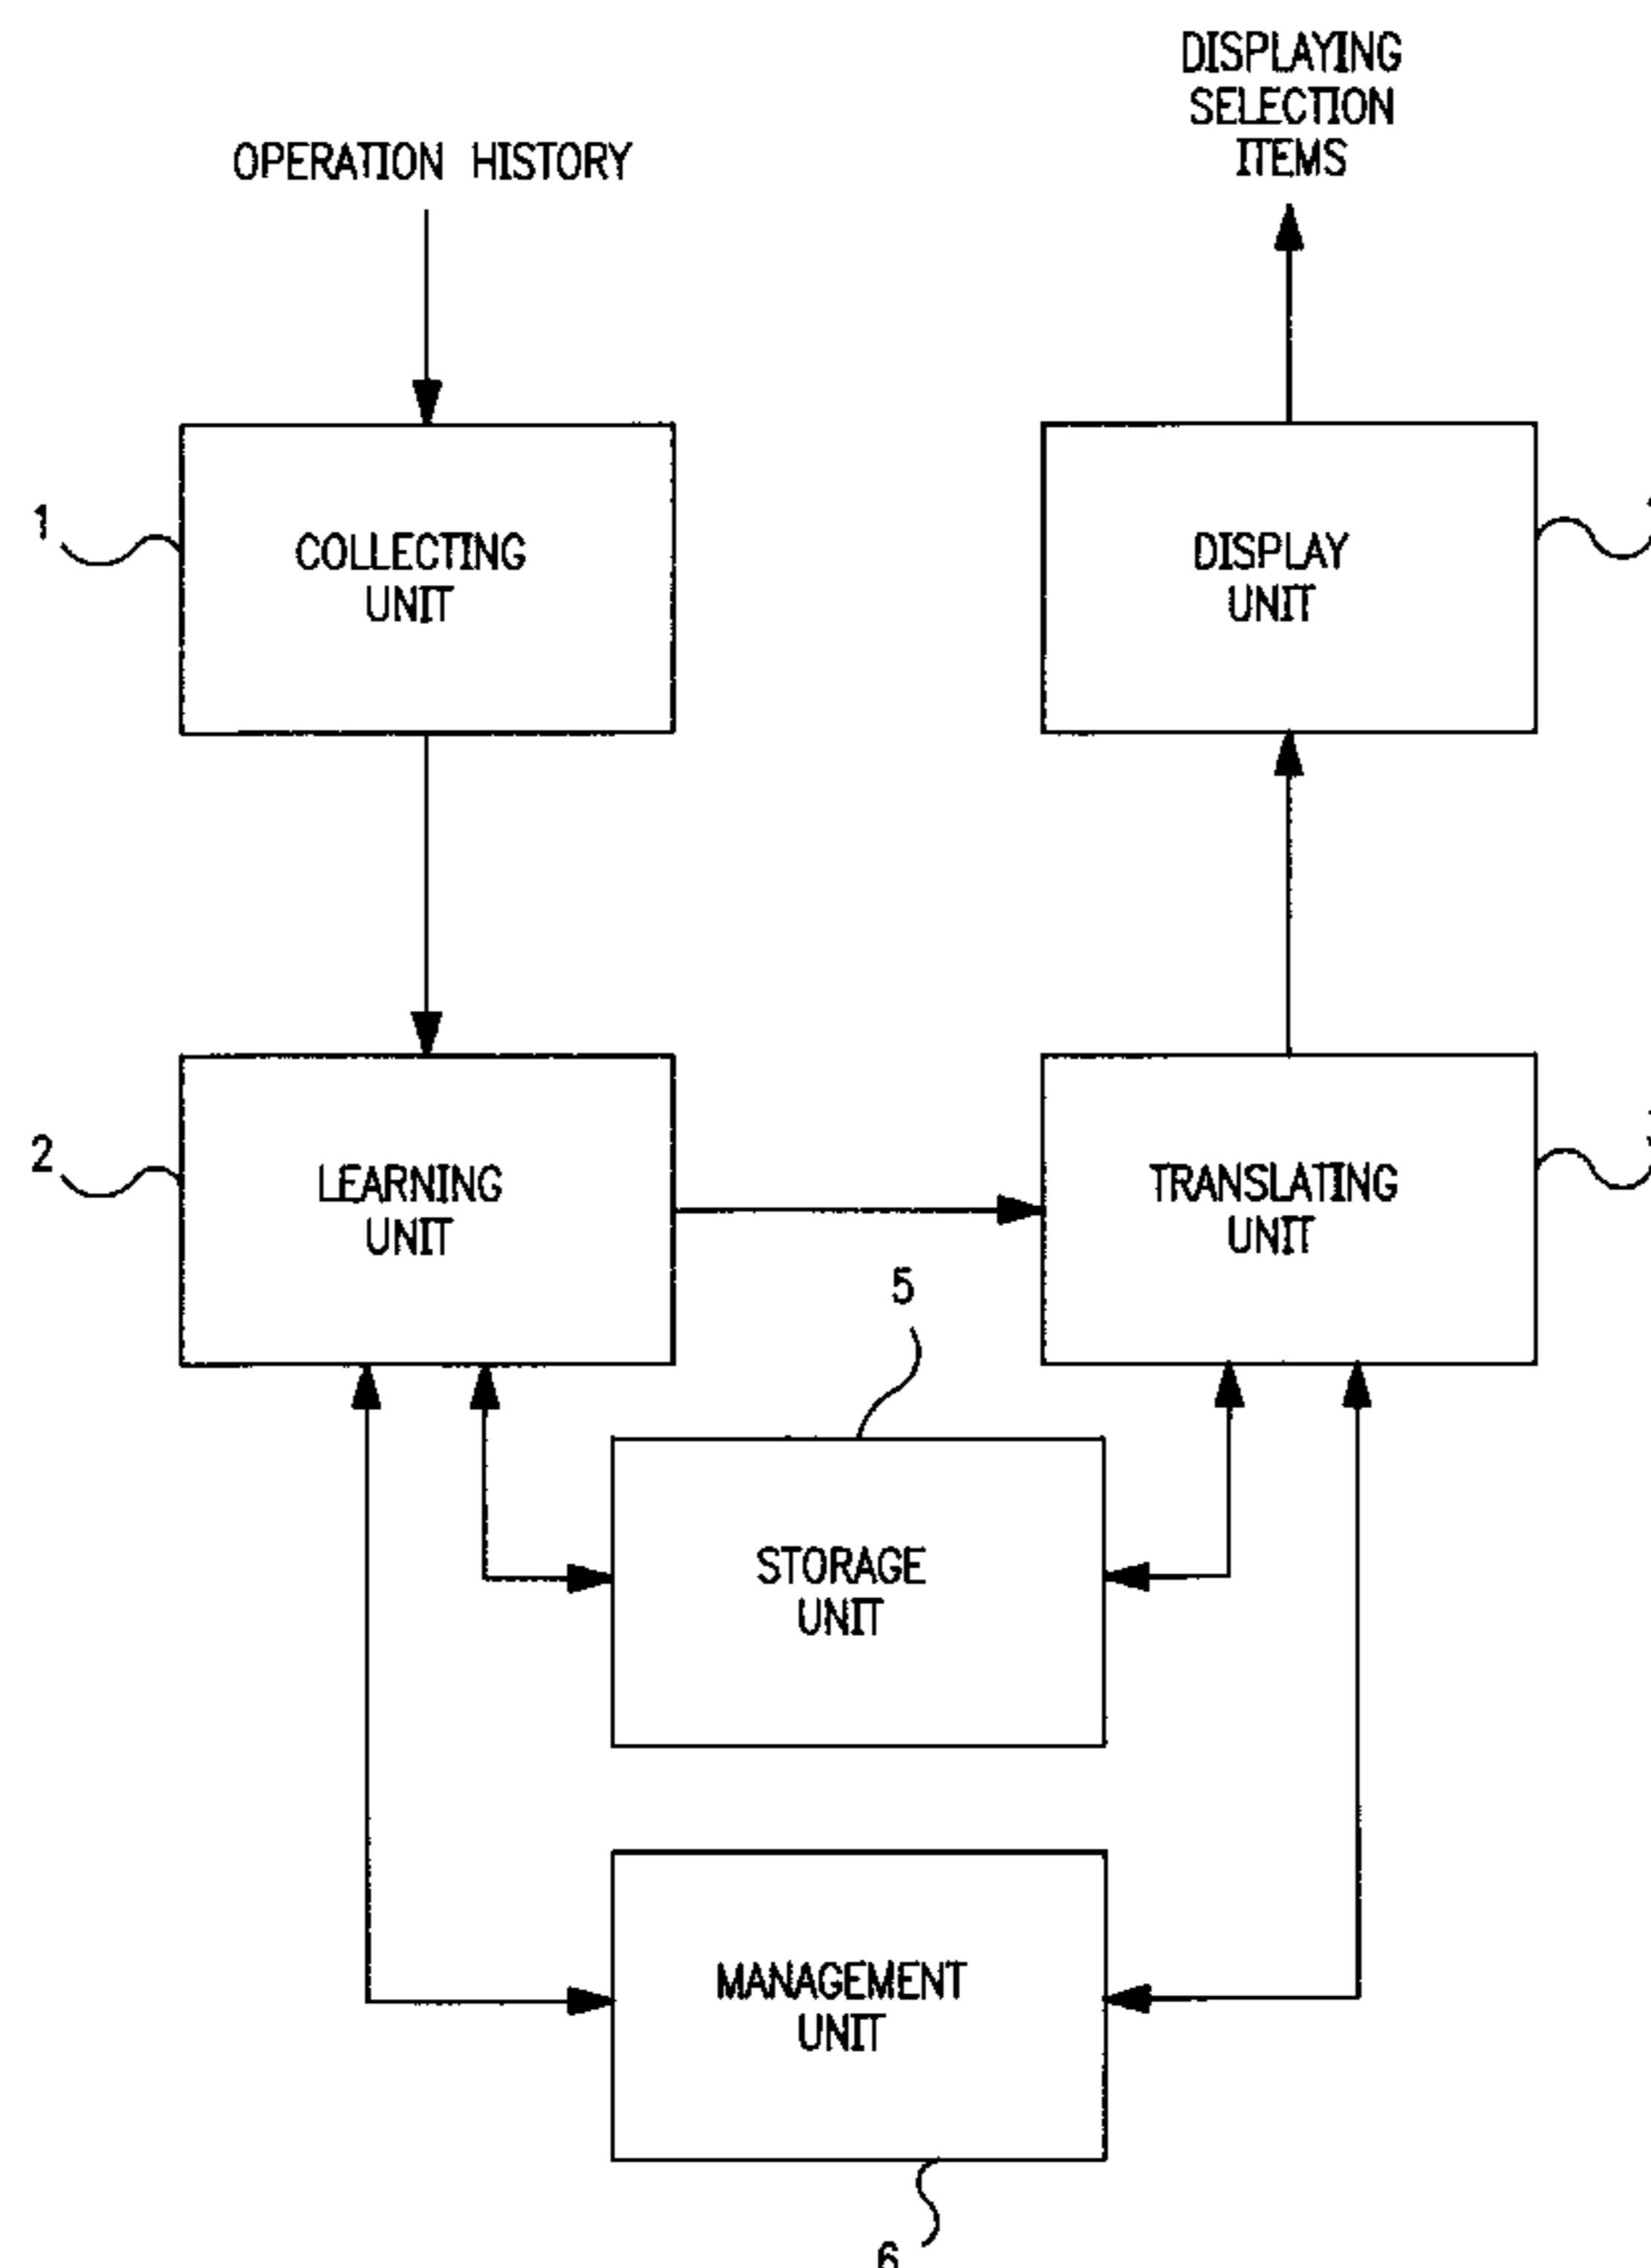 OPERATION HISTORY
DISPLAYING
SELECTION
ITEMS
1
COLLECTING
UNIT
DISPLAY
UNIT
2
LEARNING
UNIT
TRANSLATING
UNIT
5
STORAGE
UNIT
MANAGEMENT
UNIT
6